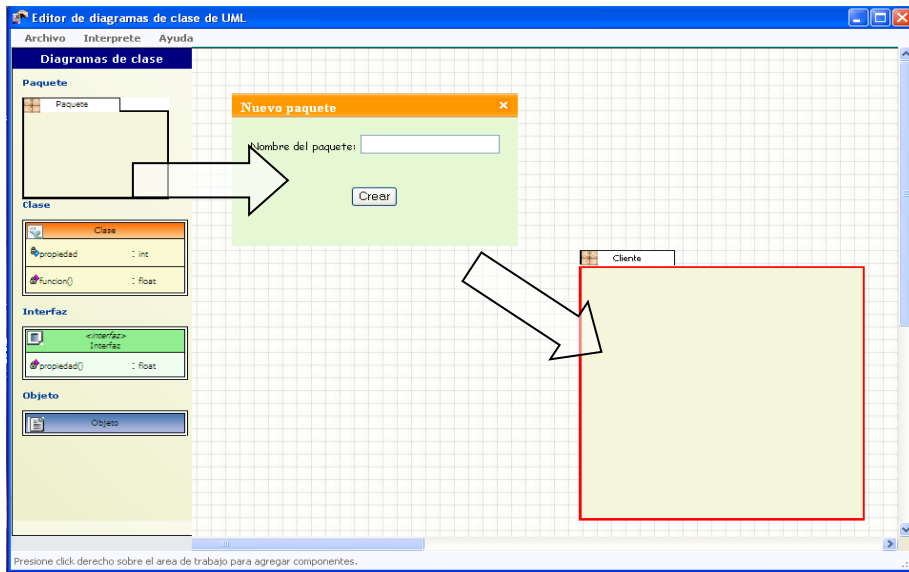 Editor de diagramas de clase de UML
Archivo Interprete Ayuda
Diagramas de clase
Paquete
Paquete
Clase
Clase
propiedad : int
funcion() : float
Interfaz
<interfaz>
Interfaz
propiedad() : float
Objeto
Objeto
Nuevo paquete
Nombre del paquete:
Crear
Cliente
Presione click derecho sobre el area de trabajo para agregar componentes.